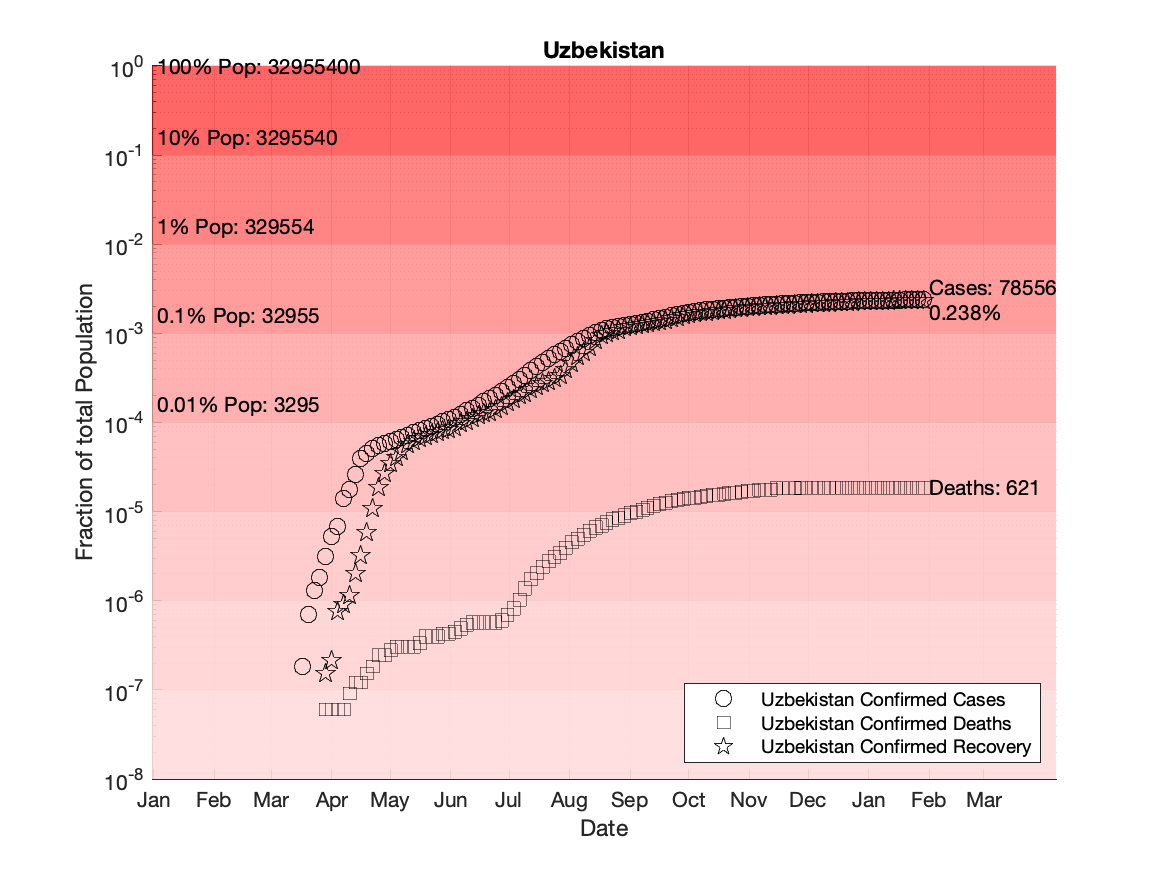 Uzbekistan
10^0
100% Pop: 32955400
10% Pop: 3295540
10^-1
1% Pop: 329554
10^-2
Cases: 78556
0.1% Pop: 32955
0.238%
10^-3
0.01% Pop: 3295
10^-4
Deaths: 621
10^-5
10^-6
10^-7
10^-8
Fraction of total Population
Uzbekistan Confirmed Cases
Uzbekistan Confirmed Deaths
Uzbekistan Confirmed Recovery
Jan Feb Mar Apr May Jun Jul Aug Sep Oct Nov Dec Jan Feb Mar
Date